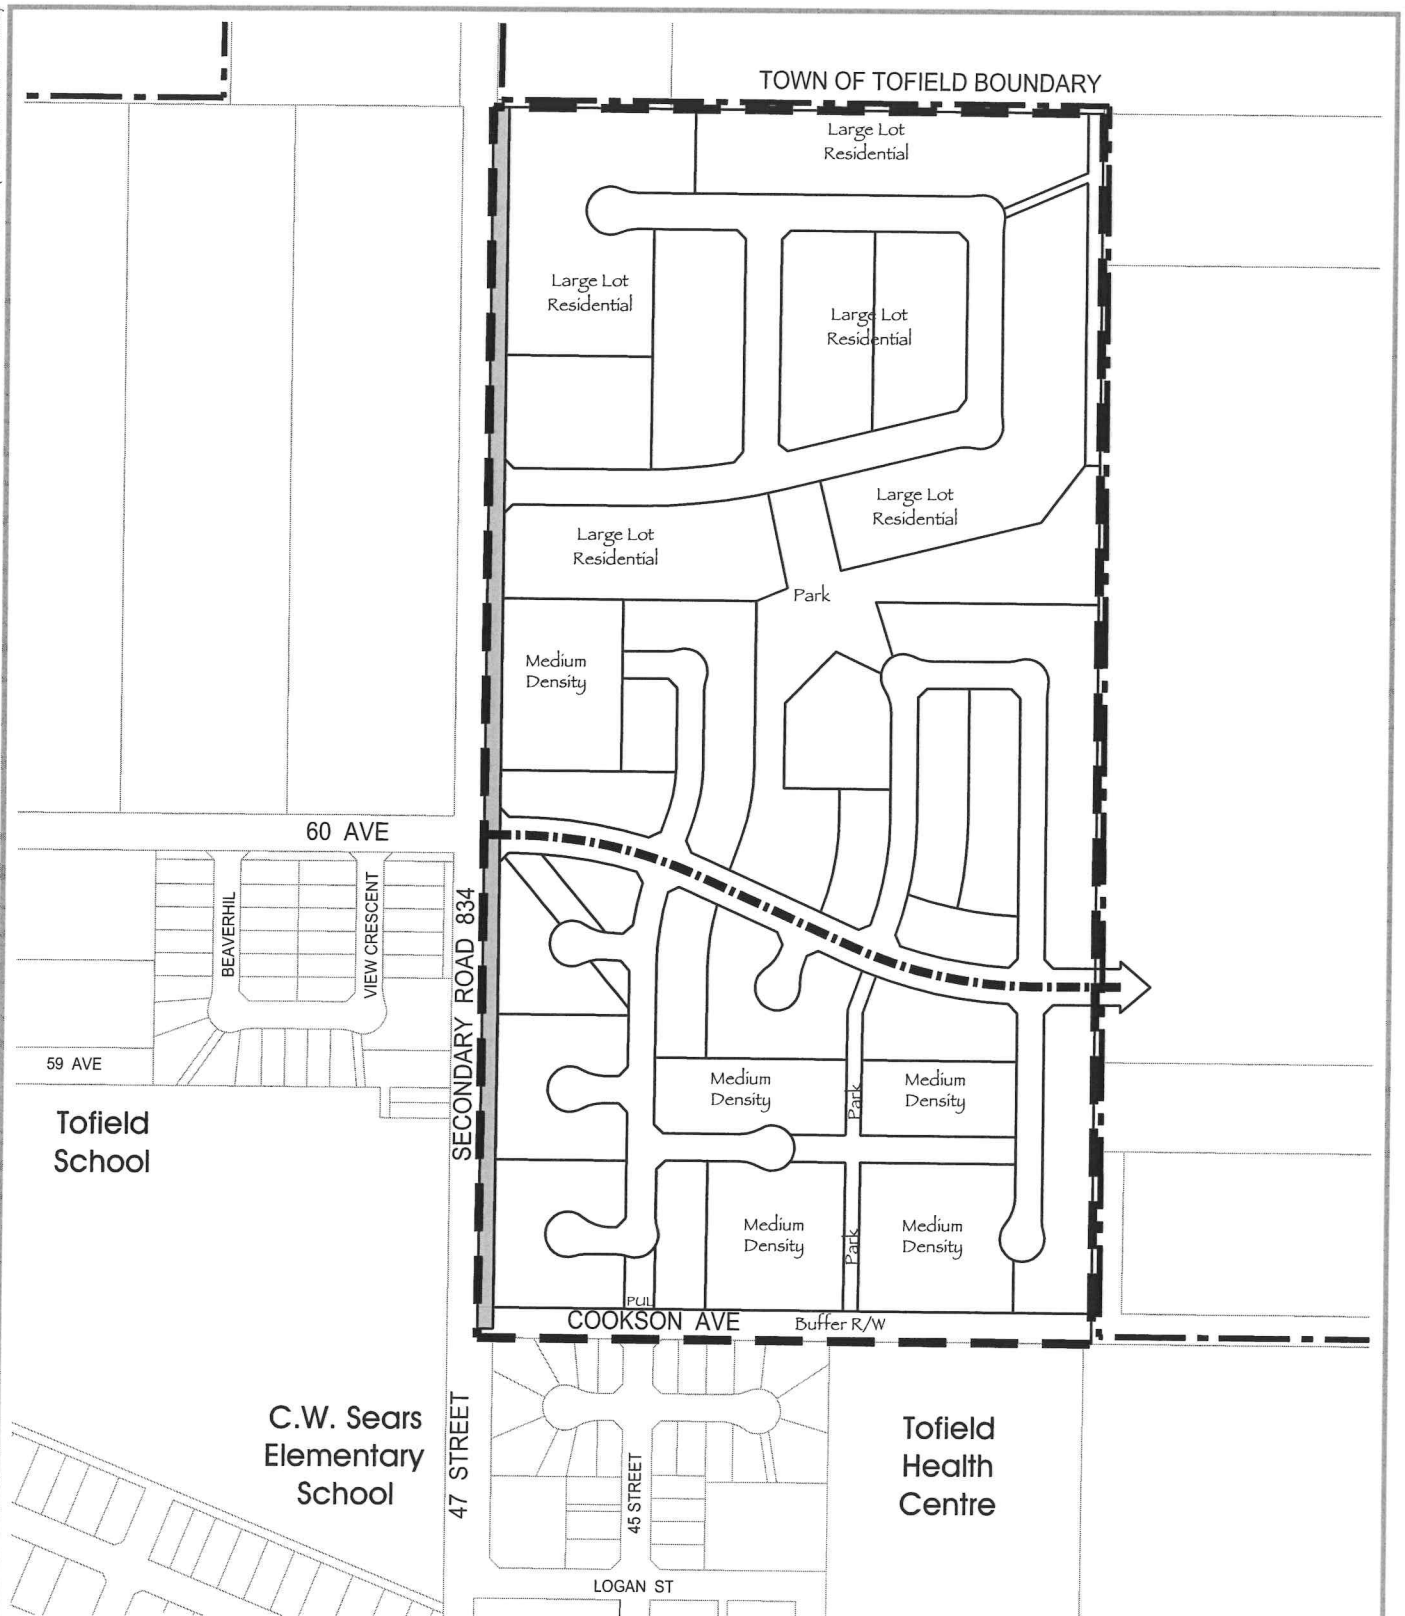 TOWN OF TOFIELD BOUNDARY
Large Lot
Residential
Large Lot
Residential
Large Lot
Residential
Large Lot
Residential
Large Lot
Residential
Park
Medium
Density
60 AVE
BEAVERHIL
VIEW CRESCENT
SECONDARY ROAD 834
59 AVE
Tofield
School
Medium
Density
Park
Medium
Density
Medium
Density
Park
Medium
Density
PUL
COOKSON AVE
Buffer R/W
C.W. Sears
Elementary
School
47 STREET
45 STREET
Tofield
Health
Centre
LOGAN ST